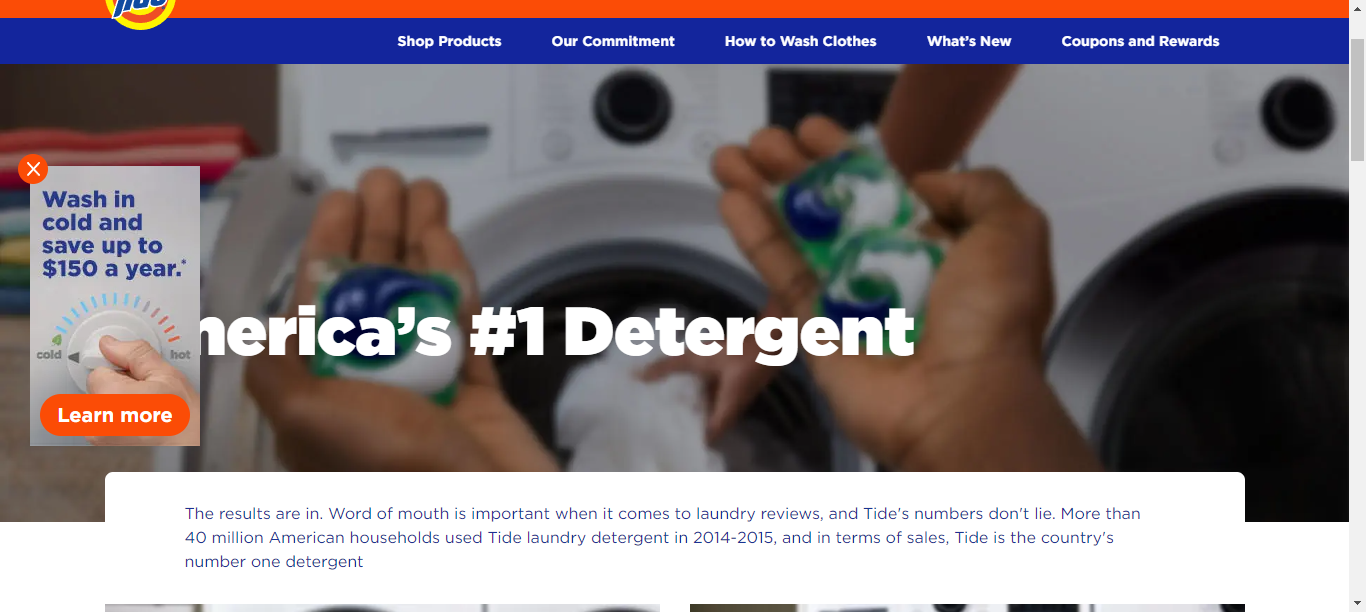 Tide
Shop Products
Our Commitment
How to Wash Clothes
What's New
Coupons and Rewards
Wash in
cold and
save up to
$150 a year.*
cold
hot
Learn more
merica's #1 Detergent
The results are in. Word of mouth is important when it comes to laundry reviews, and Tide's numbers don't lie. More than
40 million American households used Tide laundry detergent in 2014-2015, and in terms of sales, Tide is the country's
number one detergent